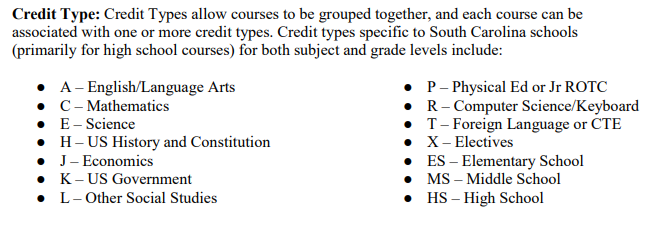 Credit Type: Credit Types allow courses to be grouped together, and each course can be
associated with one or more credit types. Credit types specific to South Carolina schools
(primarily for high school courses) for both subject and grade levels include:
● A – English/Language Arts
● C – Mathematics
● E – Science
● H – US History and Constitution
● J – Economics
● K – US Government
● L – Other Social Studies
● P – Physical Ed or Jr ROTC
● R – Computer Science/Keyboard
● T – Foreign Language or CTE
● X – Electives
● ES – Elementary School
● MS – Middle School
● HS – High School